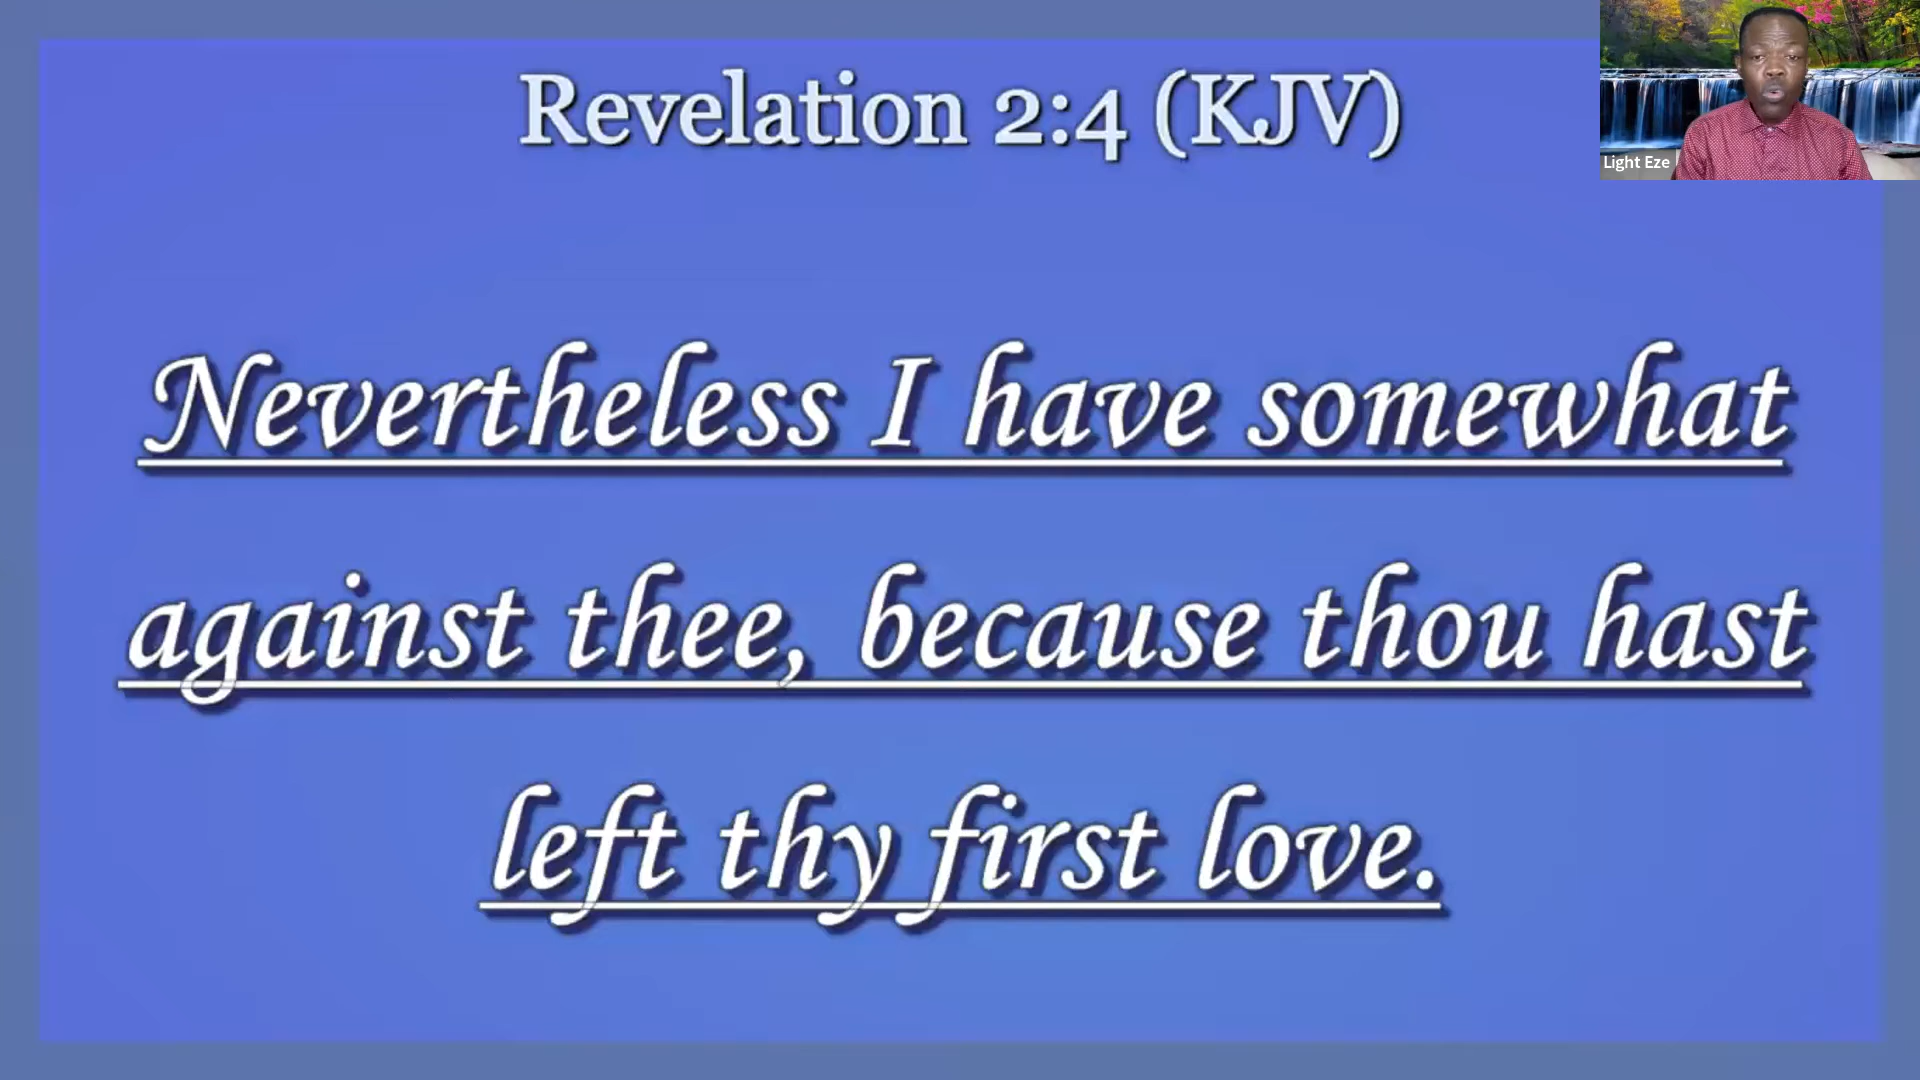 Revelation 2:4 (KJV)
Light Eze
Nevertheless I have somewhat
against thee, because thou hast
left thy first love.